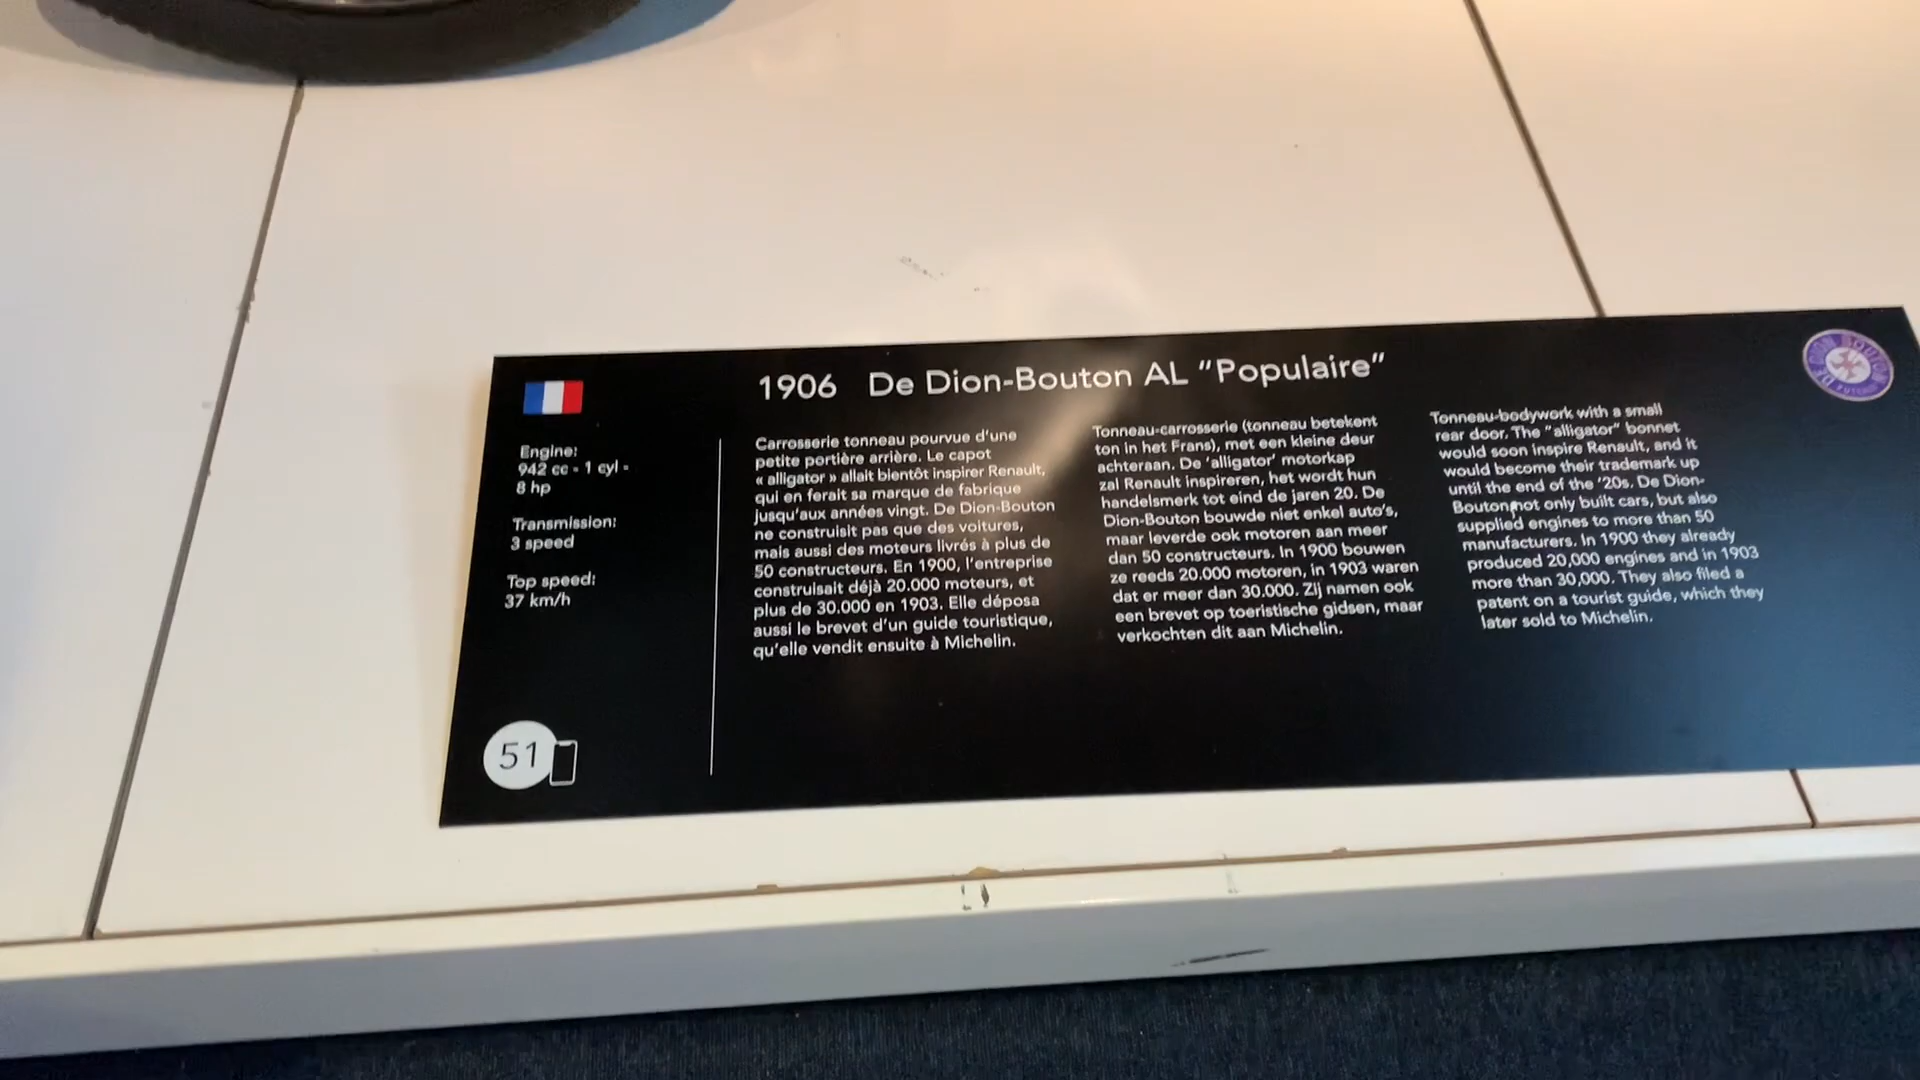 1906 De Dion-Bouton AL "Populaire"
DE DION BOUTON
Engine:
942 cc - 1 cyl -
8 hp
Transmission:
3 speed
Top speed:
37 km/h
51
Carrosserie tonneau pourvue d'une
petite portière arrière. Le capot
« alligator » allait bientôt inspirer Renault,
qui en ferait sa marque de fabrique
jusqu'aux années vingt. De Dion-Bouton
ne construisit pas que des voitures,
mais aussi des moteurs livrés à plus de
50 constructeurs. En 1900, l'entreprise
construisait déjà 20.000 moteurs, et
plus de 30.000 en 1903. Elle déposa
aussi le brevet d'un guide touristique,
qu'elle vendit ensuite à Michelin.
Tonneau-carrosserie (tonneau betekent
ton in het Frans), met een kleine deur
achteraan. De 'alligator' motorkap
zal Renault inspireren, het wordt hun
handelsmerk tot eind de jaren 20. De
Dion-Bouton bouwde niet enkel auto's,
maar leverde ook motoren aan meer
dan 50 constructeurs. In 1900 bouwen
ze reeds 20.000 motoren, in 1903 waren
dat er meer dan 30.000. Zij namen ook
een brevet op toeristische gidsen, maar
verkochten dit aan Michelin.
Tonneau-bodywork with a small
rear door. The "alligator" bonnet
would soon inspire Renault, and it
would become their trademark up
until the end of the '20s. De Dion-
Bouton not only built cars, but also
supplied engines to more than 50
manufacturers. In 1900 they already
produced 20,000 engines and in 1903
more than 30,000. They also filed a
patent on a tourist guide, which they
later sold to Michelin.